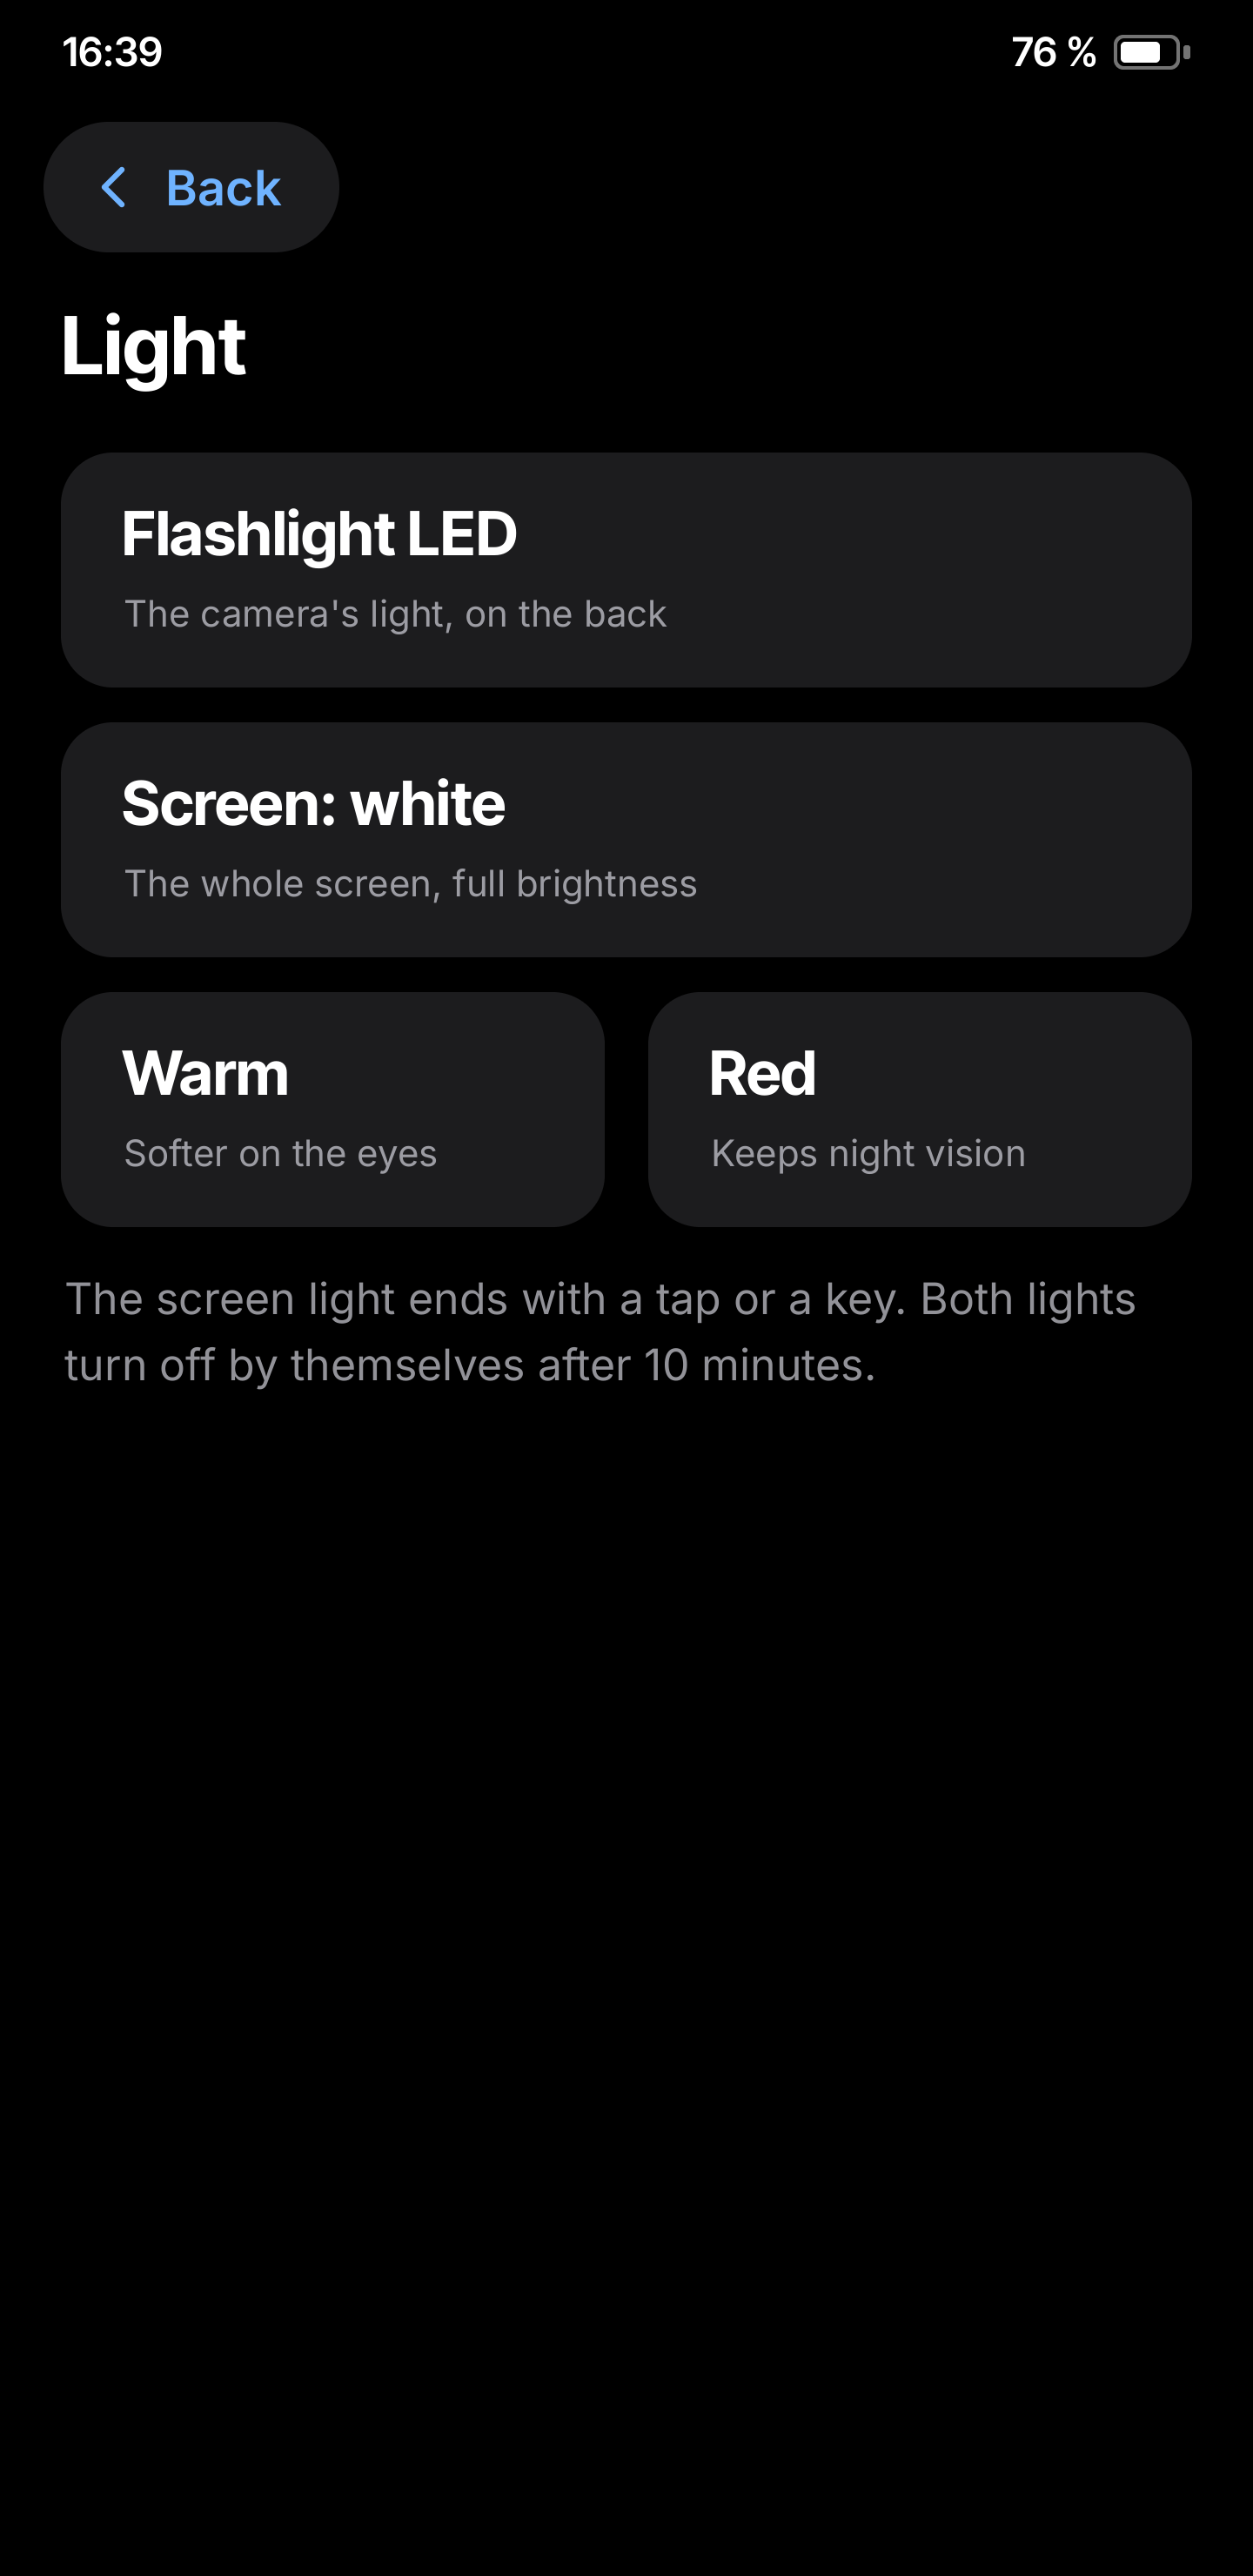 16:39
76 %
Back
Light
Flashlight LED
The camera's light, on the back
Screen: white
The whole screen, full brightness
Warm
Softer on the eyes
Red
Keeps night vision
The screen light ends with a tap or a key. Both lights
turn off by themselves after 10 minutes.